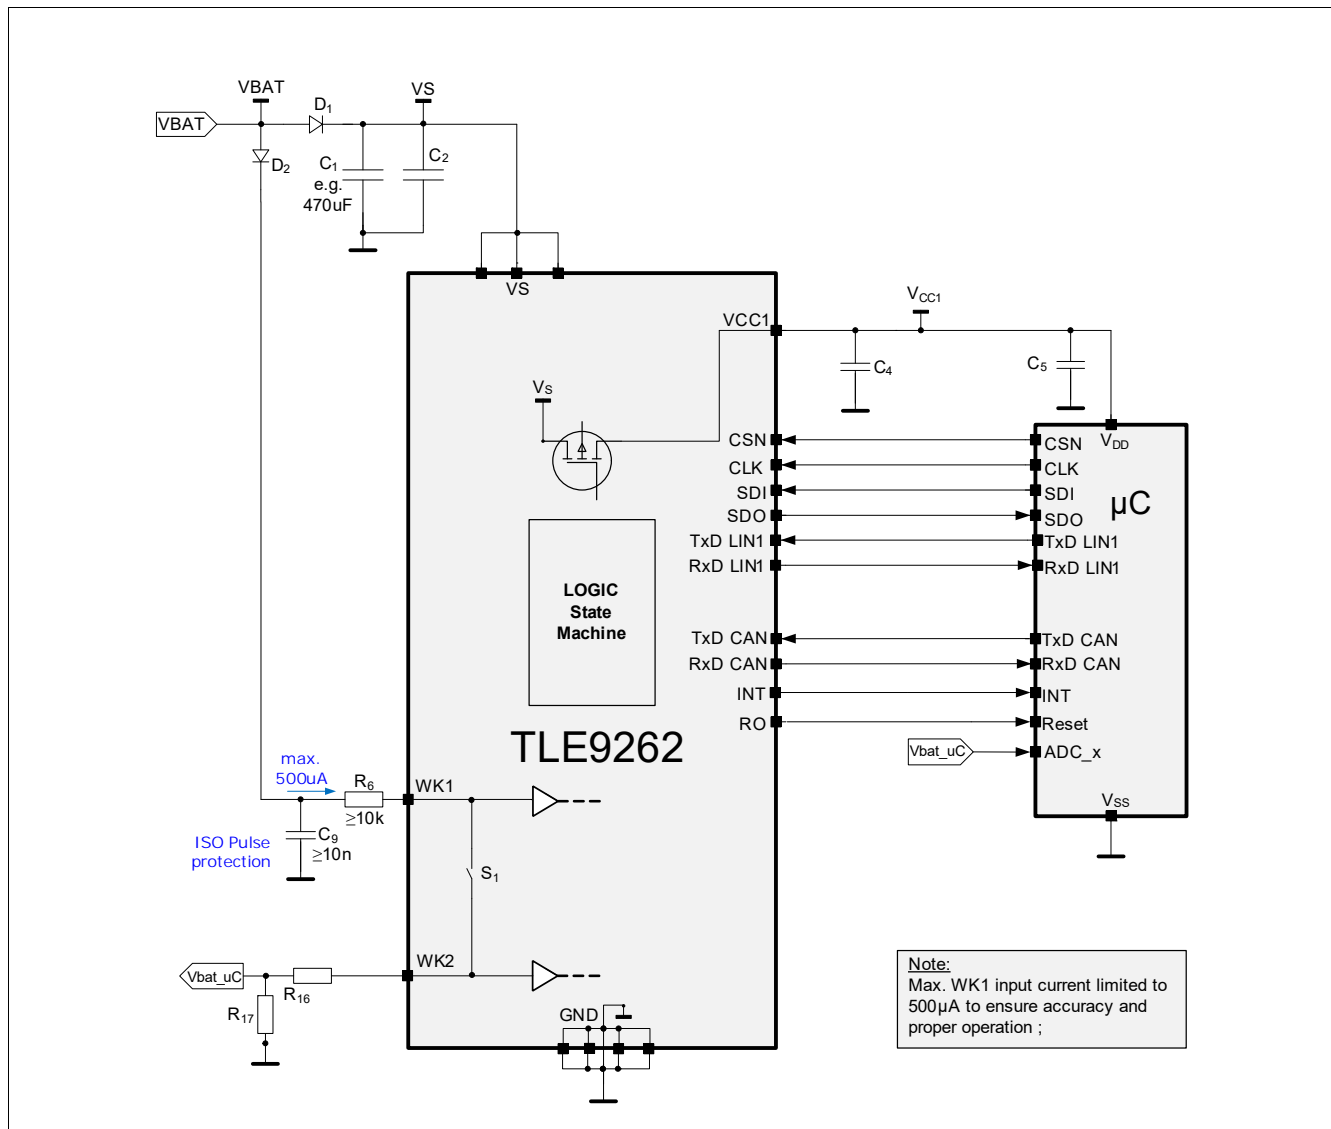 VBAT
VS
VBAT
D1
D2
C1
e.g.
470uF
C2
VS
VCC1
VCC1
C4
C5
VS
CSN
CLK
SDI
SDO
TxD LIN1
RxD LIN1
TxD CAN
RxD CAN
INT
RO
VDD
CSN
CLK
SDI
SDO
TxD LIN1
RxD LIN1
TxD CAN
RxD CAN
INT
Reset
ADC_x
VSS
µC
Vbat_uC
LOGIC
State
Machine
TLE9262
max.
500uA
R6
≥10k
WK1
C9
≥10n
ISO Pulse
protection
S1
WK2
Vbat_uC
R16
R17
GND
Note:
Max. WK1 input current limited to
500µA to ensure accuracy and
proper operation ;